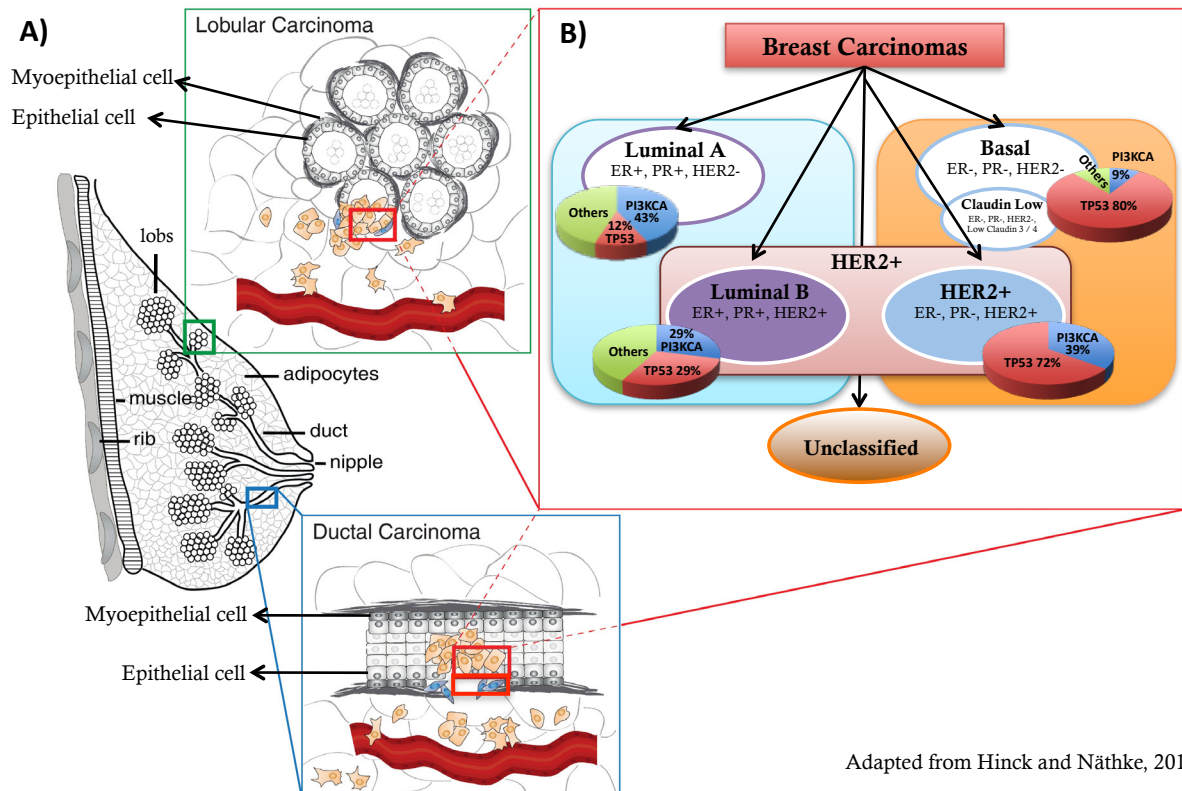 A)
Lobular Carcinoma
Myoepithelial cell
Epithelial cell
lobs
adipocytes
muscle
duct
rib
nipple
Ductal Carcinoma
Myoepithelial cell
Epithelial cell
B)
Breast Carcinomas
Luminal A
ER+, PR+, HER2-
Others
PI3KCA
43%
12%
TP53
Basal
ER-, PR-, HER2-
Claudin Low
ER-, PR-, HER2-,
Low Claudin 3 / 4
Others
PI3KCA
9%
TP53 80%
HER2+
Luminal B
ER+, PR+, HER2+
Others
29%
PI3KCA
TP53 29%
HER2+
ER-, PR-, HER2+
PI3KCA
39%
TP53 72%
Unclassified
Adapted from Hinck and Näthke, 201